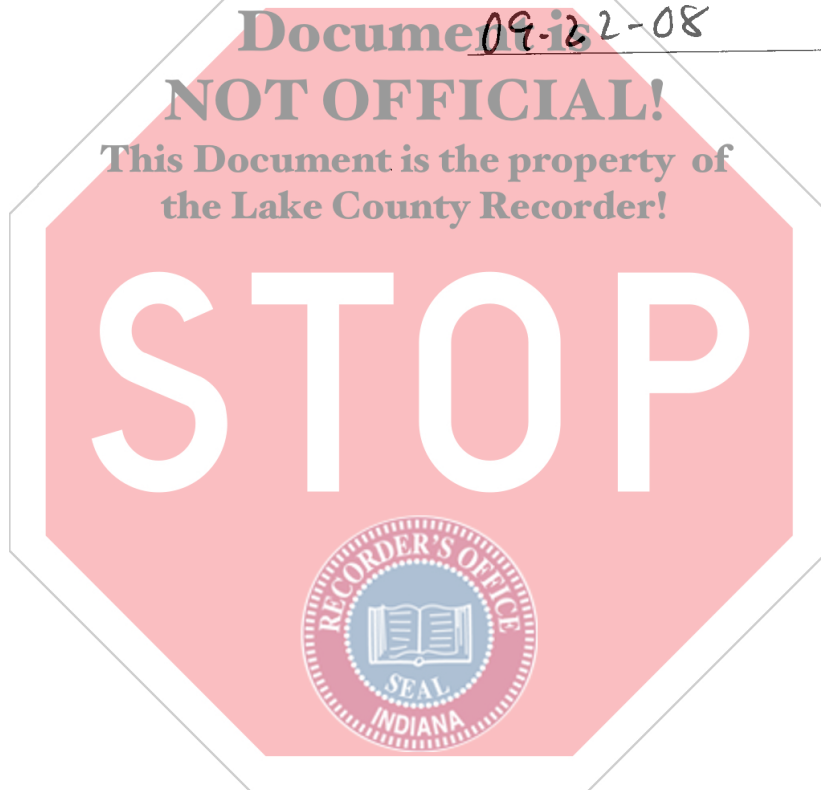 Document is
09-22-08
NOT OFFICIAL!
This Document is the property of
the Lake County Recorder!
STOP
RECORDER'S OFFICE
SEAL
INDIANA